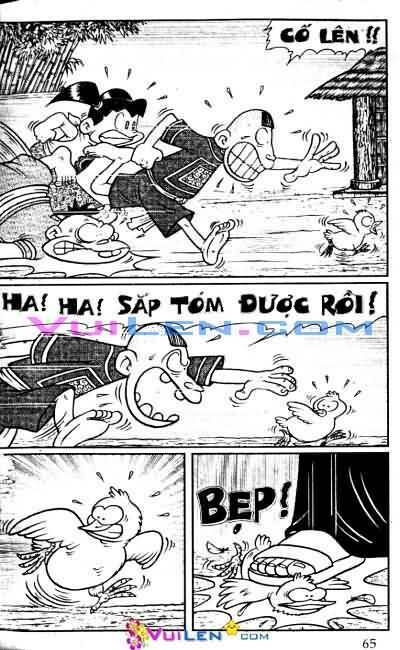 CỐ LÊN!!
HA! HA! SẮP TÓM ĐƯỢC RỒI!
VUILEN.COM
BẸP!
VUILEN.COM
65